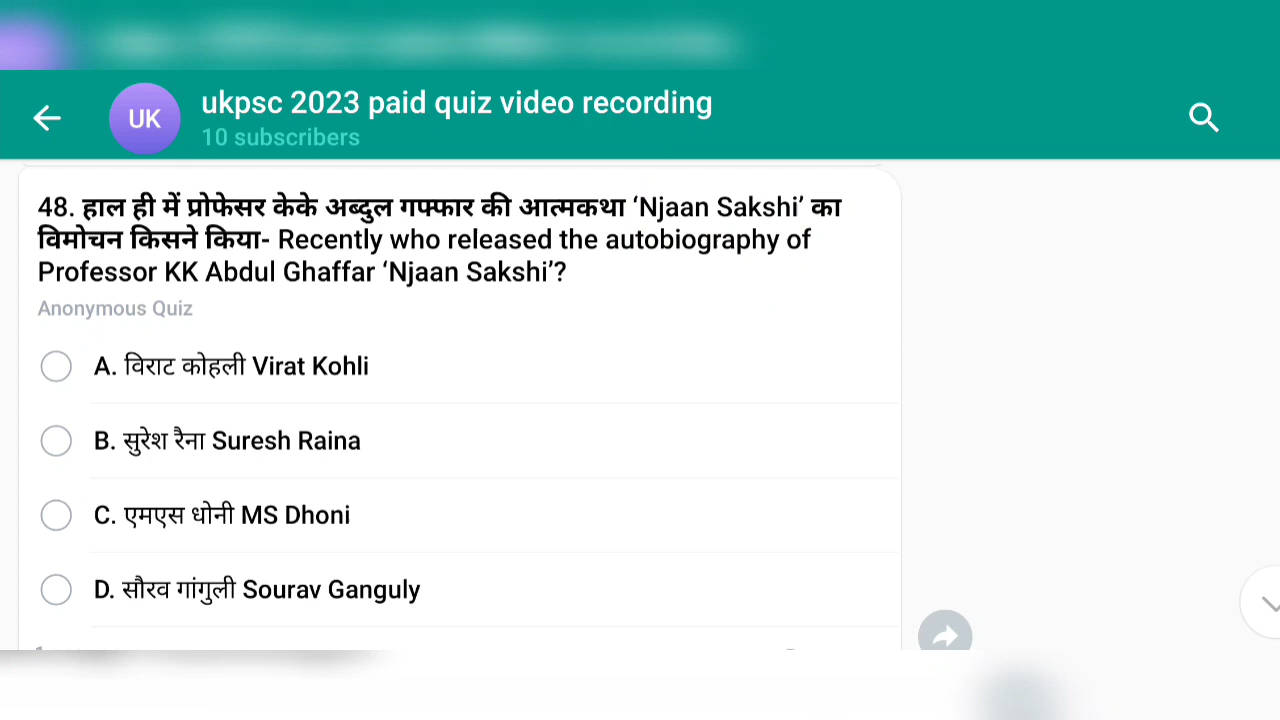 ukpsc 2023 paid quiz video recording
UK
10 subscribers
48. हाल ही में प्रोफेसर केके अब्दुल गफ्फार की आत्मकथा ‘Njaan Sakshi’ का
विमोचन किसने किया- Recently who released the autobiography of
Professor KK Abdul Ghaffar ‘Njaan Sakshi’?
Anonymous Quiz
A. विराट कोहली Virat Kohli
B. सुरेश रैना Suresh Raina
C. एमएस धोनी MS Dhoni
D. सौरव गांगुली Sourav Ganguly